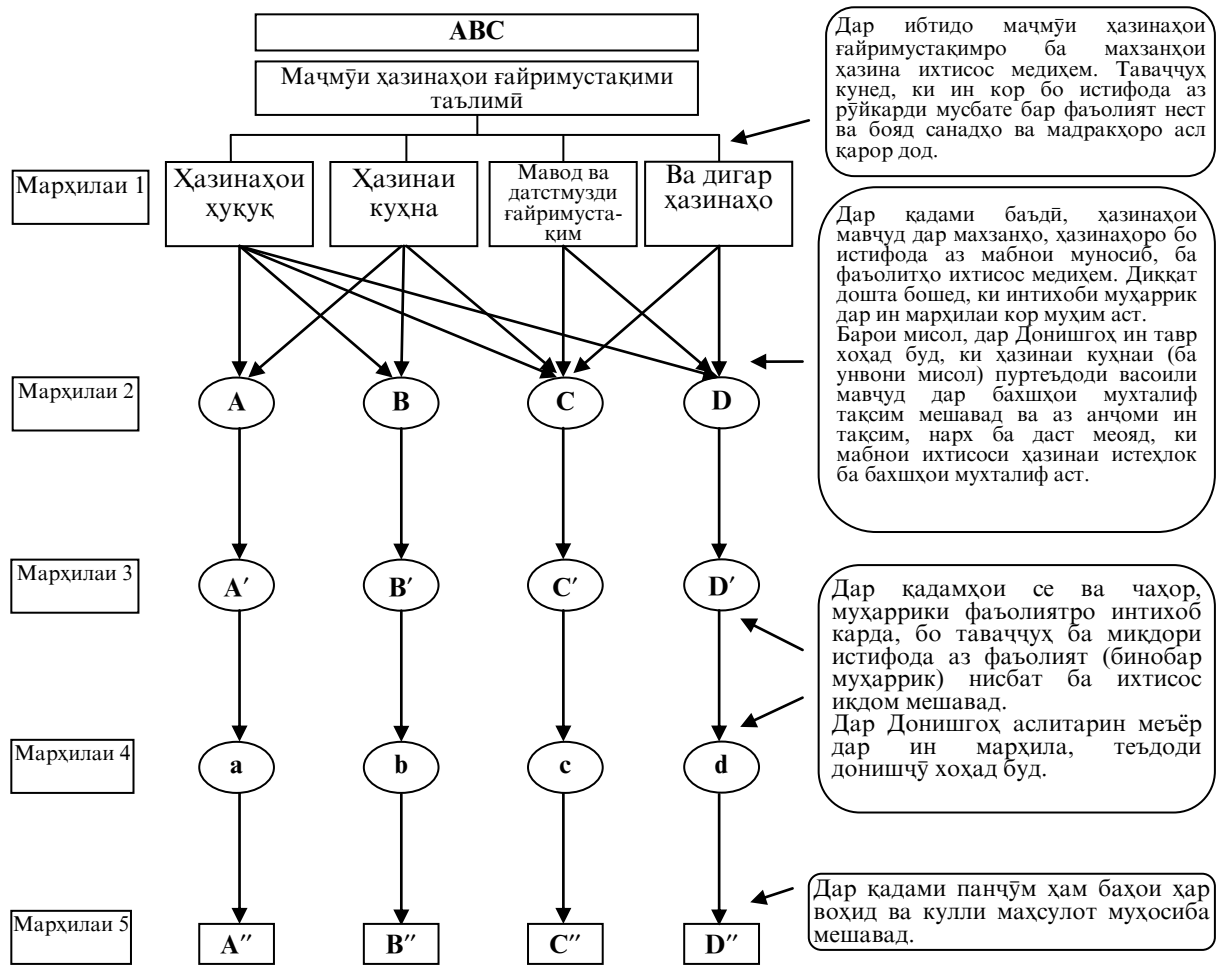 ABC
Маҷмӯи ҳазинаҳои ғайримустақими
таълимӣ
Дар ибтидо маҷмӯи ҳазинаҳои
ғайримустақимро ба махзанҳои
ҳазина ихтисос медиҳем. Таваҷҷуҳ
кунед, ки ин кор бо истифода аз
рӯйкарди мусбате бар фаъолият нест
ва бояд санадҳо ва мадракҳоро асл
қарор дод.
Марҳилаи 1
Ҳазинаҳои
ҳуқуқ
Ҳазинаи
куҳна
Мавод ва
датстмузди
ғайримуста-
қим
Ва дигар
ҳазинаҳо
Дар қадами баъдӣ, ҳазинаҳои
мавҷуд дар махзанҳо, ҳазинаҳоро бо
истифода аз мабнои муносиб, ба
фаъолитҳо ихтисос медиҳем. Диққат
дошта бошед, ки интихоби муҳаррик
дар ин марҳилаи кор муҳим аст.
Барои мисол, дар Донишгоҳ ин тавр
хоҳад буд, ки ҳазинаи куҳнаи (ба
унвони мисол) пуртеъдоди васоили
мавҷуд дар бахшҳои мухталиф
тақсим мешавад ва аз анҷоми ин
тақсим, нарх ба даст меояд, ки
мабнои ихтисоси ҳазинаи истеҳлок
ба бахшҳои мухталиф аст.
Марҳилаи 2
A
B
C
D
Марҳилаи 3
A′
B′
C′
D′
Дар қадамҳои се ва чаҳор,
муҳаррики фаъолиятро интихоб
карда, бо таваҷҷуҳ ба миқдори
истифода аз фаъолият (бинобар
муҳаррик) нисбат ба ихтисос
иқдом мешавад.
Дар Донишгоҳ аслитарин меъёр
дар ин марҳила, теъдоди
донишҷӯ хоҳад буд.
Марҳилаи 4
a
b
c
d
Марҳилаи 5
A″
B″
C″
D″
Дар қадами панҷӯм ҳам баҳои ҳар
воҳид ва кулли маҳсулот муҳосиба
мешавад.